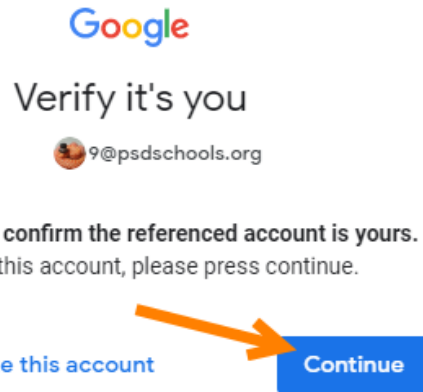 Google
Verify it's you
9@psdschools.org
confirm the referenced account is yours.
this account, please press continue.
e this account
Continue